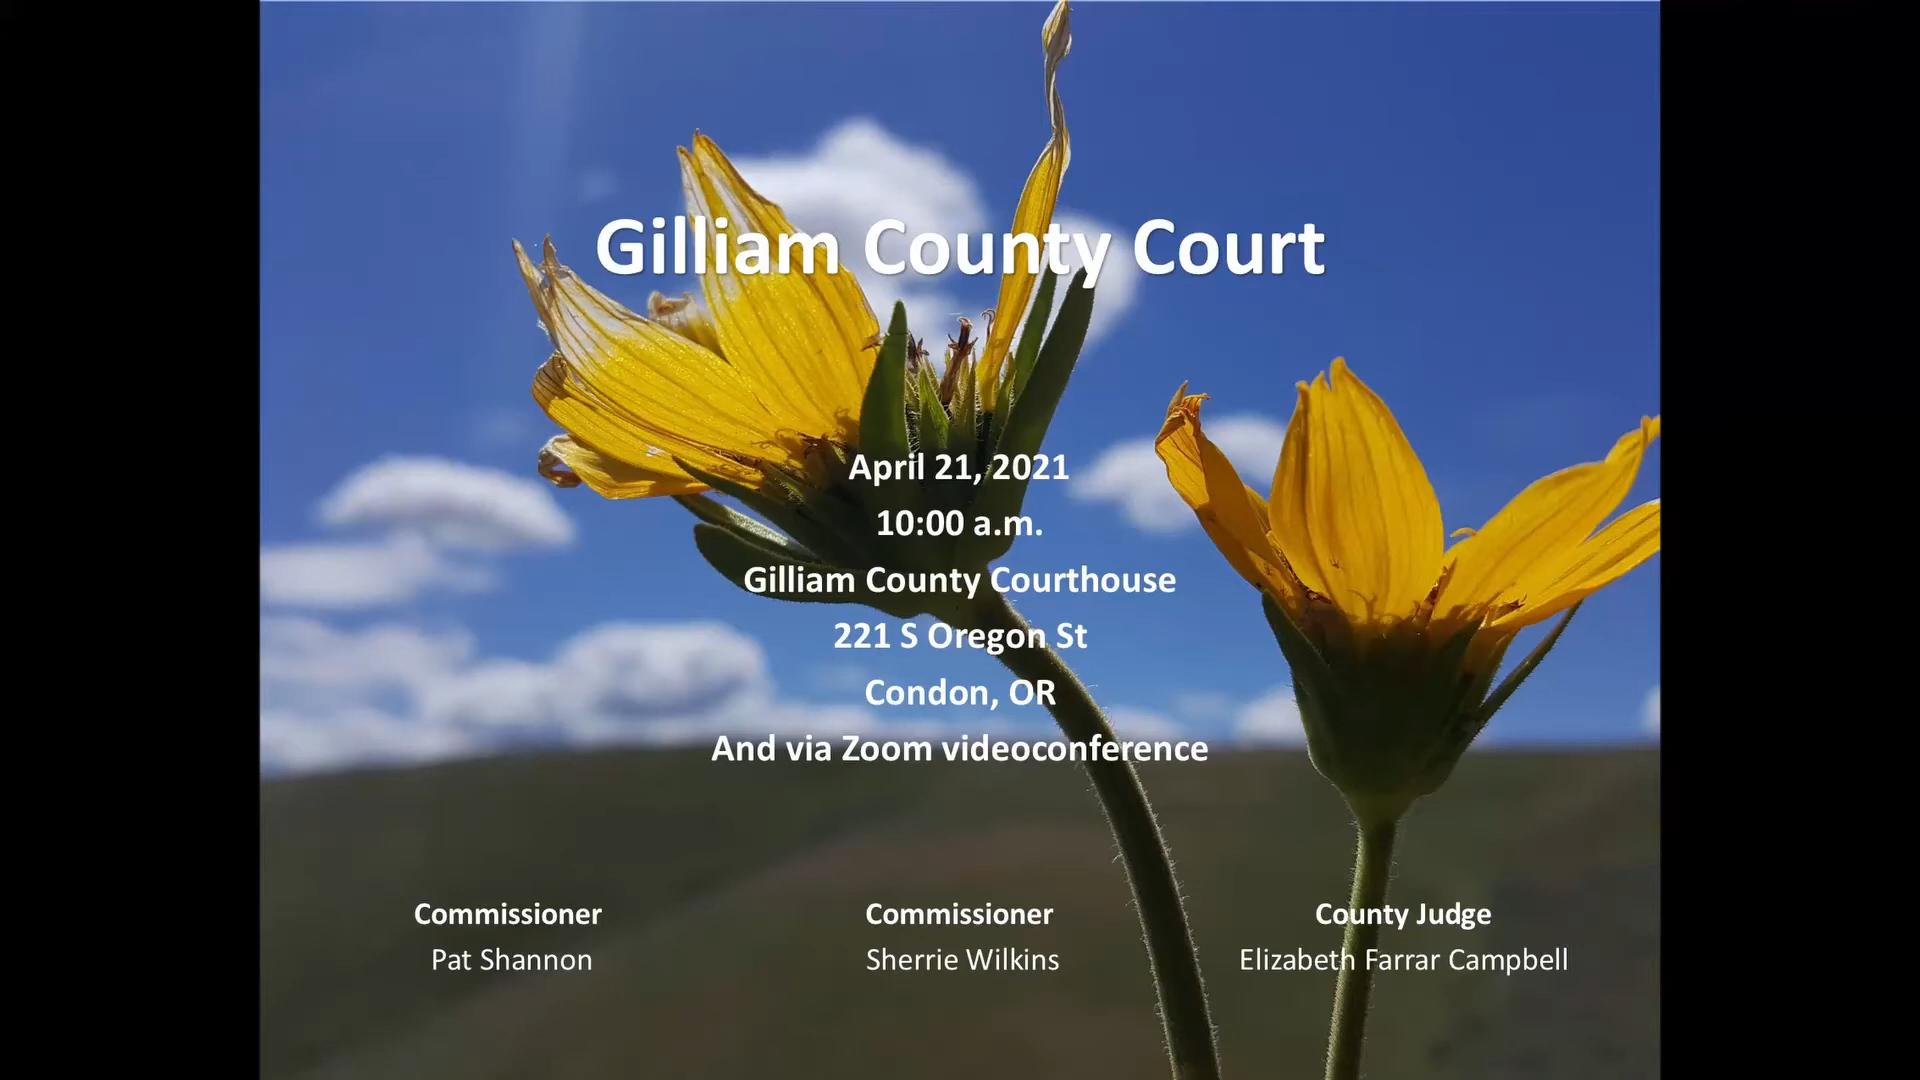 Gilliam County Court
April 21, 2021
10:00 a.m.
Gilliam County Courthouse
221 S Oregon St
Condon, OR
And via Zoom videoconference
Commissioner Commissioner County Judge
Pat Shannon Sherrie Wilkins Elizabeth Farrar Campbell